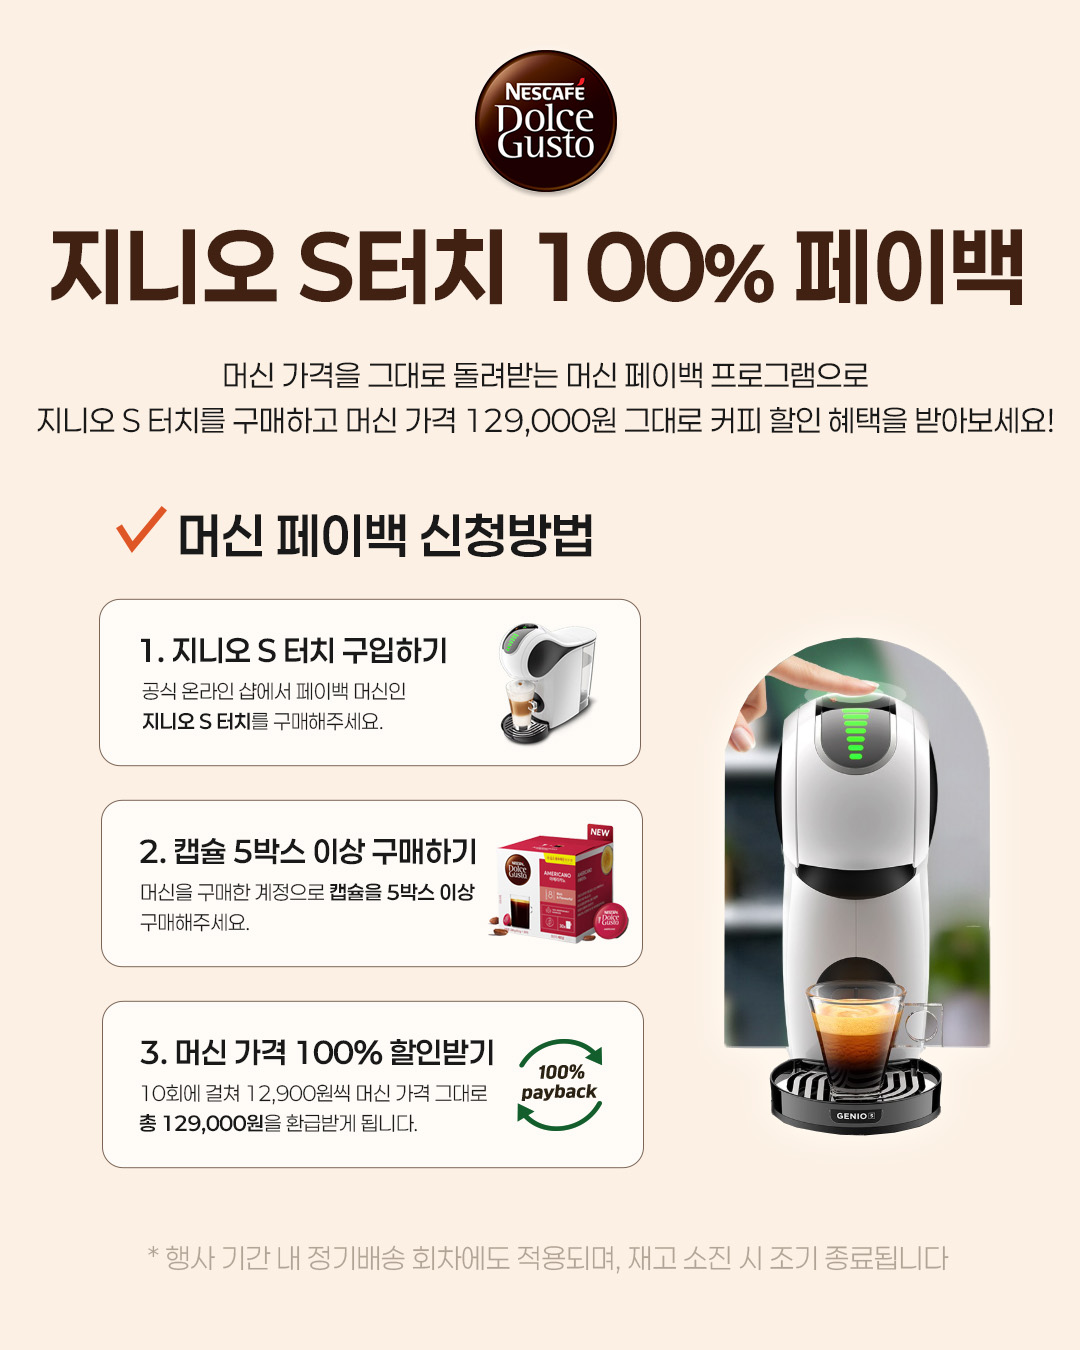 NESCAFÉ
Dolce
Gusto
지니오 S터치 100% 페이백
머신 가격을 그대로 돌려받는 머신 페이백 프로그램으로
지니오 S 터치를 구매하고 머신 가격 129,000원 그대로 커피 할인 혜택을 받아보세요!
머신 페이백 신청방법
1. 지니오 S 터치 구입하기
공식 온라인 샵에서 페이백 머신인
지니오 S 터치를 구매해주세요.
2. 캡슐 5박스 이상 구매하기
머신을 구매한 계정으로 캡슐을 5박스 이상
구매해주세요.
NEW
NESCAFÉ
Dolce
Gusto
AMERICANO
8
NESCAFÉ
Dolce
Gusto
3. 머신 가격 100% 할인받기
10회에 걸쳐 12,900원씩 머신 가격 그대로
총 129,000원을 환급받게 됩니다.
100%
payback
GENIO S
* 행사 기간 내 정기배송 회차에도 적용되며, 재고 소진 시 조기 종료됩니다